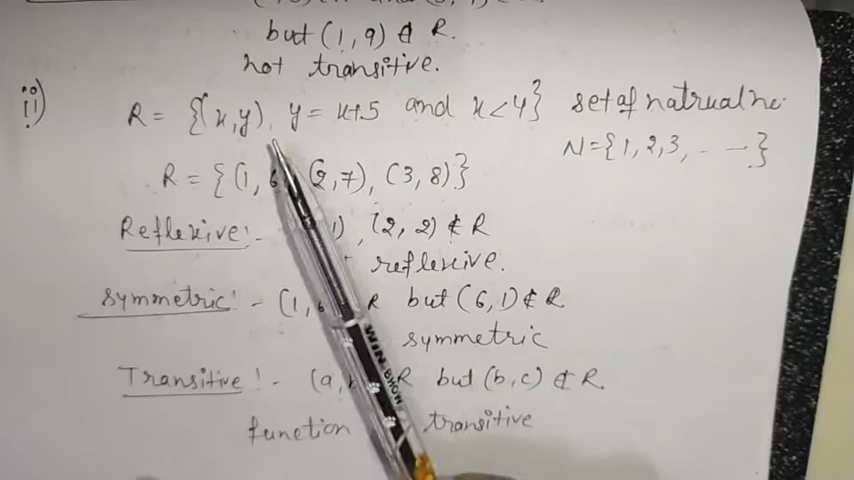 but (1, 9) ∉ R.
not transitive.
ii)
R = {(x, y), y = x+5 and x < 4} set of natrual no.
N = {1, 2, 3, - - - }
R = {(1, 6 (2, 7), (3, 8)}
Reflexive: - 1), (2, 2) ∉ R
reflexive.
symmetric: - (1, 6 R but (6, 1) ∉ R
symmetric
Transitive! - (a, R but (b, c) ∉ R.
function transitive
WIN BHOW